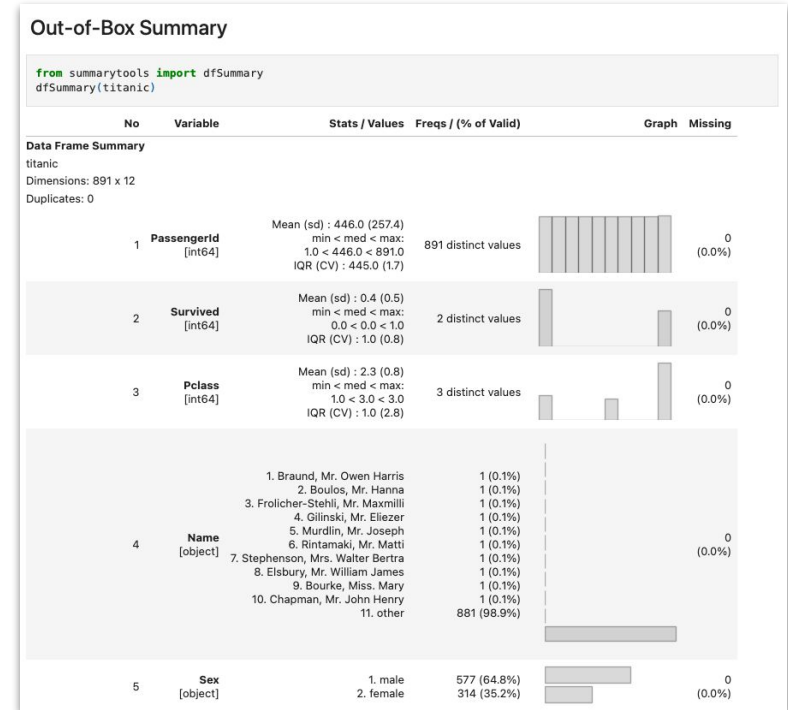 Out-of-Box Summary
from summarytools import dfSummary
dfSummary(titanic)
No Variable Stats / Values Freqs / (% of Valid) Graph Missing
Data Frame Summary
titanic
Dimensions: 891 x 12
Duplicates: 0
1 PassengerId [int64]
Mean (sd) : 446.0 (257.4)
min < med < max:
1.0 < 446.0 < 891.0
IQR (CV) : 445.0 (1.7)
891 distinct values
0
(0.0%)
2 Survived [int64]
Mean (sd) : 0.4 (0.5)
min < med < max:
0.0 < 0.0 < 1.0
IQR (CV) : 1.0 (0.8)
2 distinct values
0
(0.0%)
3 Pclass [int64]
Mean (sd) : 2.3 (0.8)
min < med < max:
1.0 < 3.0 < 3.0
IQR (CV) : 1.0 (2.8)
3 distinct values
0
(0.0%)
4 Name [object]
1. Braund, Mr. Owen Harris 1 (0.1%)
2. Boulos, Mr. Hanna 1 (0.1%)
3. Frolicher-Stehli, Mr. Maxmilli 1 (0.1%)
4. Gilinski, Mr. Eliezer 1 (0.1%)
5. Murdlin, Mr. Joseph 1 (0.1%)
6. Rintamaki, Mr. Matti 1 (0.1%)
7. Stephenson, Mrs. Walter Bertra 1 (0.1%)
8. Elsbury, Mr. William James 1 (0.1%)
9. Bourke, Miss. Mary 1 (0.1%)
10. Chapman, Mr. John Henry 1 (0.1%)
11. other 881 (98.9%)
0
(0.0%)
5 Sex [object]
1. male 577 (64.8%)
2. female 314 (35.2%)
0
(0.0%)